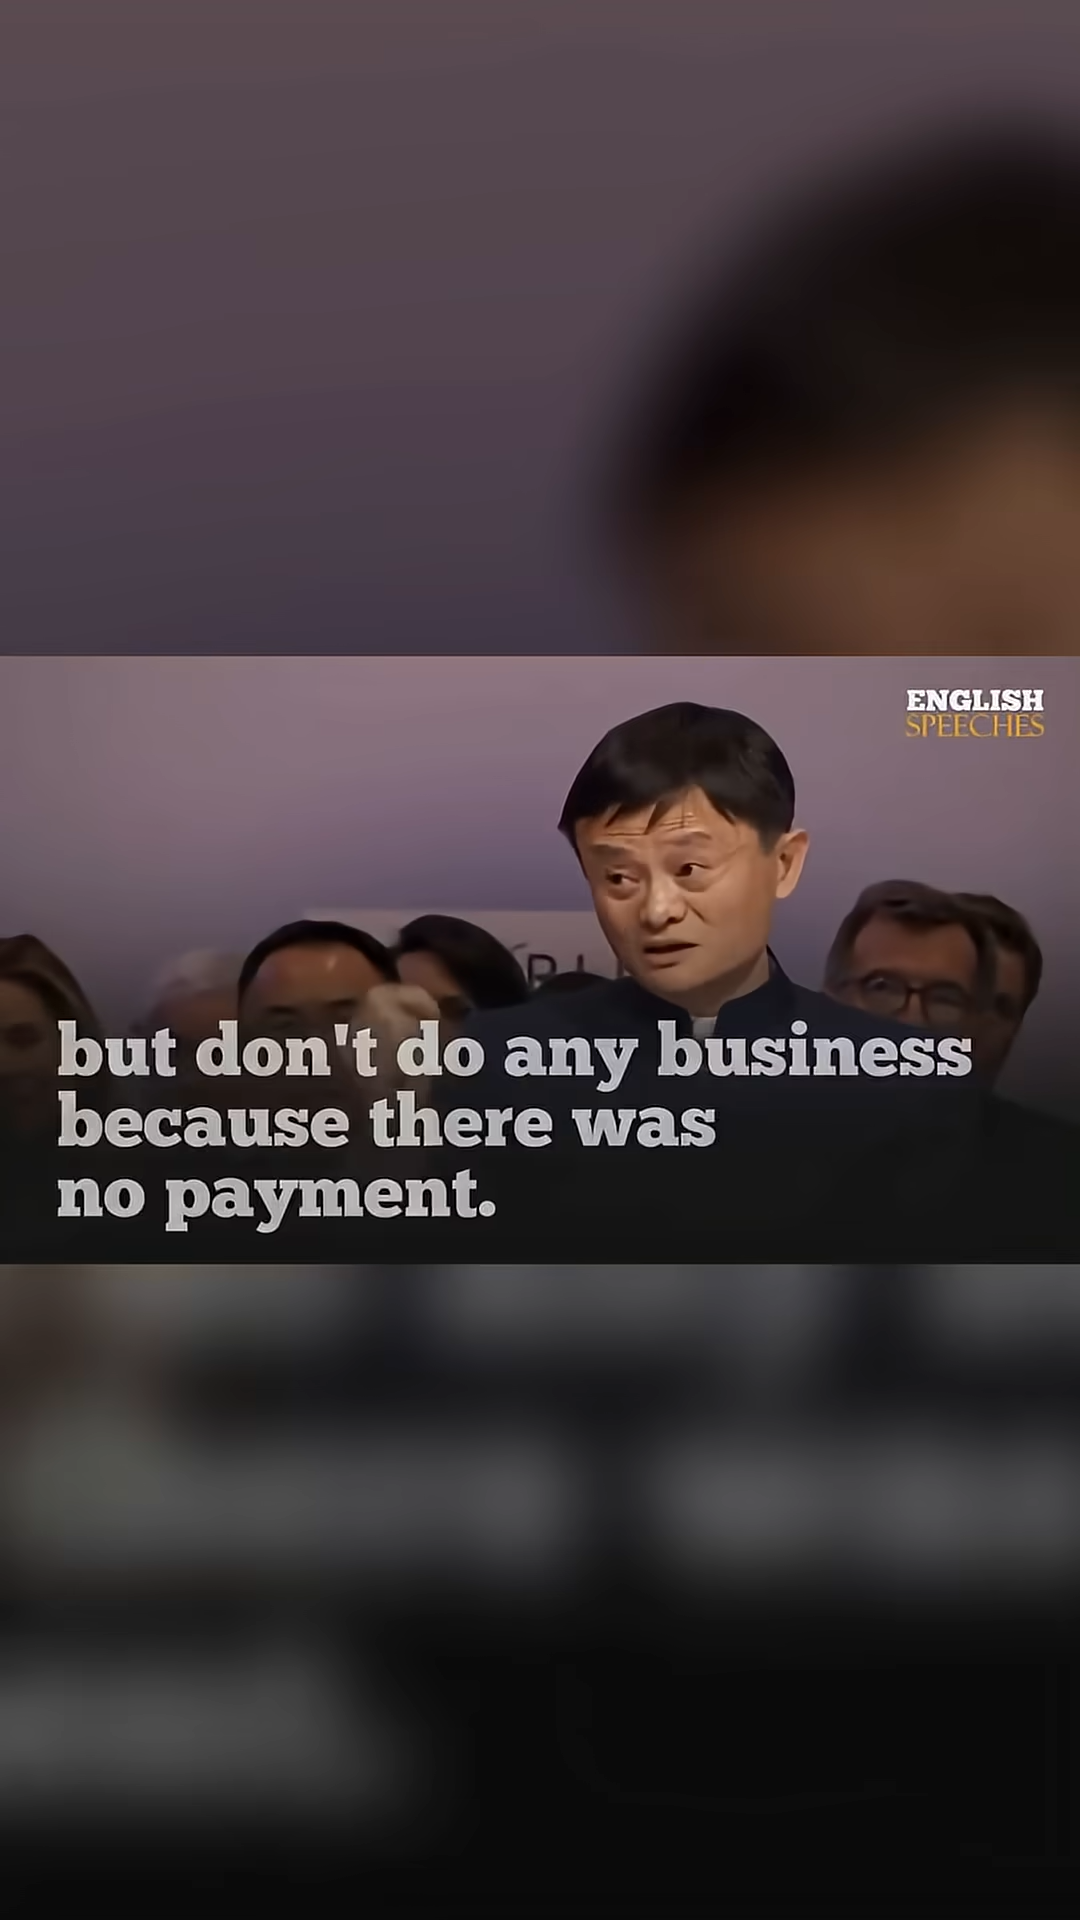 ENGLISH
SPEECHES
but don't do any business
because there was
no payment.